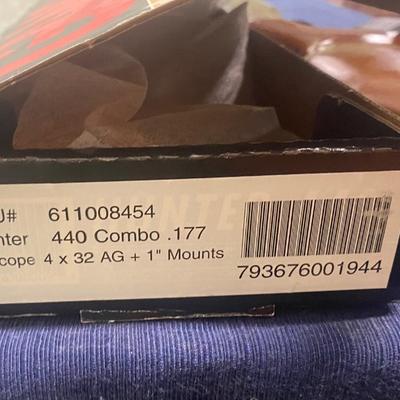 J# 611008454
nter 440 Combo .177
cope 4 x 32 AG + 1" Mounts
793676001944